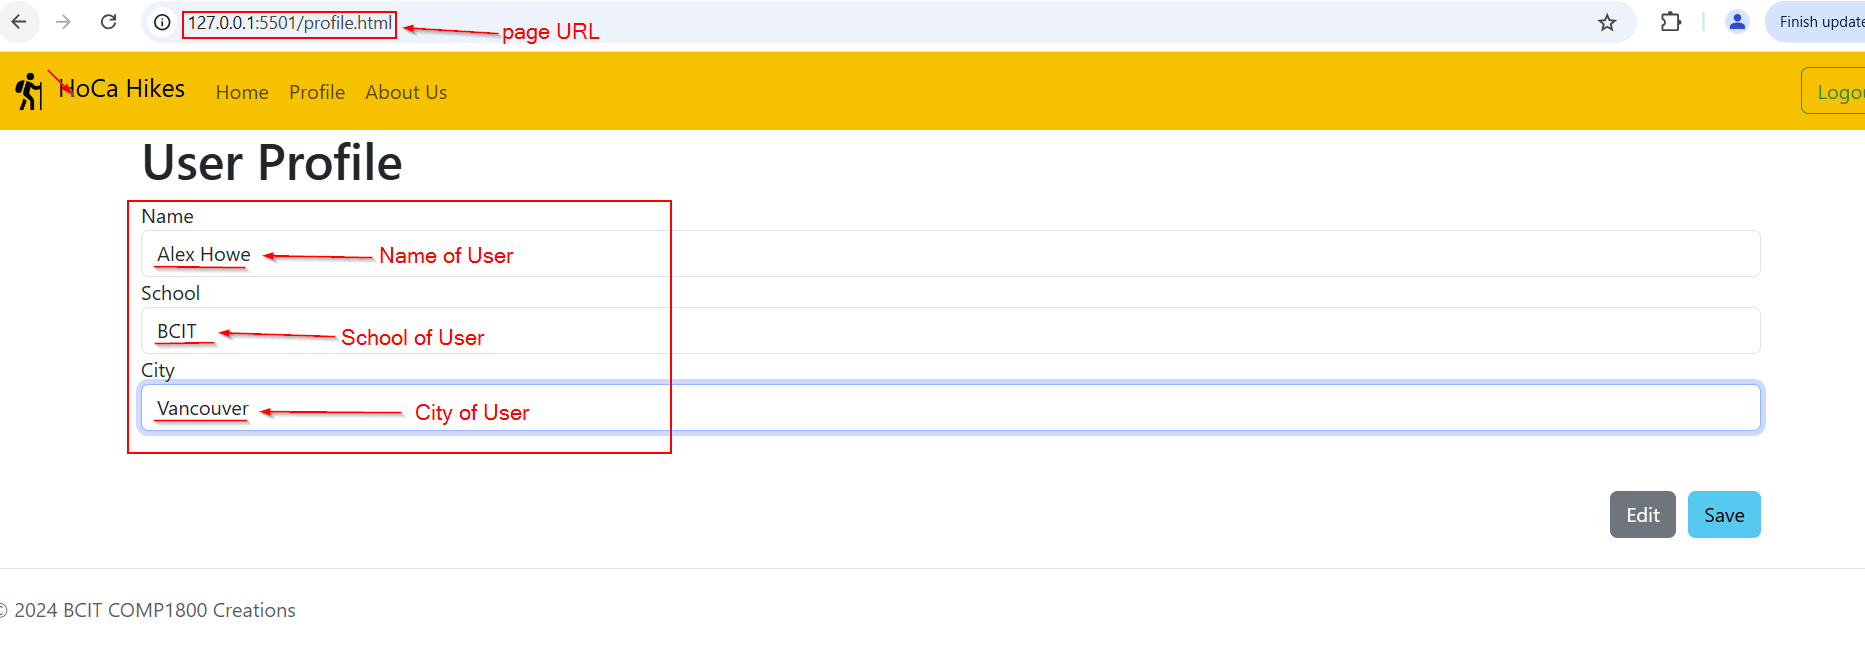 127.0.0.1:5501/profile.html
page URL
Finish update
HoCa Hikes Home Profile About Us Logou
User Profile
Name
Alex Howe Name of User
School
BCIT School of User
City
Vancouver City of User
Edit Save
© 2024 BCIT COMP1800 Creations